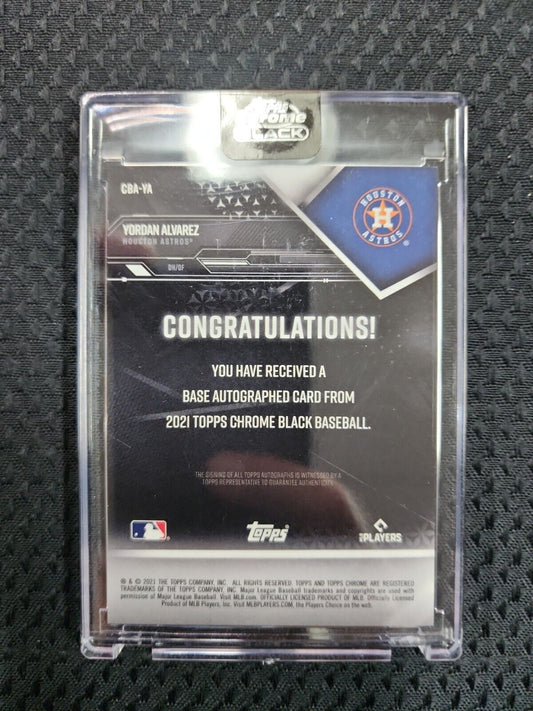 Topps
Chrome
BLACK
CBA-YA
HOUSTON
ASTROS
®
YORDAN ALVAREZ
HOUSTON ASTROS®
DH/OF
CONGRATULATIONS!
YOU HAVE RECEIVED A
BASE AUTOGRAPHED CARD FROM
2021 TOPPS CHROME BLACK BASEBALL.
THE SIGNING OF ALL TOPPS AUTOGRAPHS IS WITNESSED BY A
TOPPS REPRESENTATIVE TO GUARANTEE AUTHENTICITY.
Topps
PLAYERS
® & © 2021 THE TOPPS COMPANY, INC. ALL RIGHTS RESERVED. TOPPS AND TOPPS CHROME ARE REGISTERED
TRADEMARKS OF THE TOPPS COMPANY, INC. Major League Baseball trademarks and copyrights are used with permission of
Major League Baseball. Visit MLB.com. OFFICIALLY LICENSED PRODUCT OF MLB. Officially Licensed
Product of MLB Players, Inc. Visit MLBPLAYERS.COM, the Players Choice on the web.